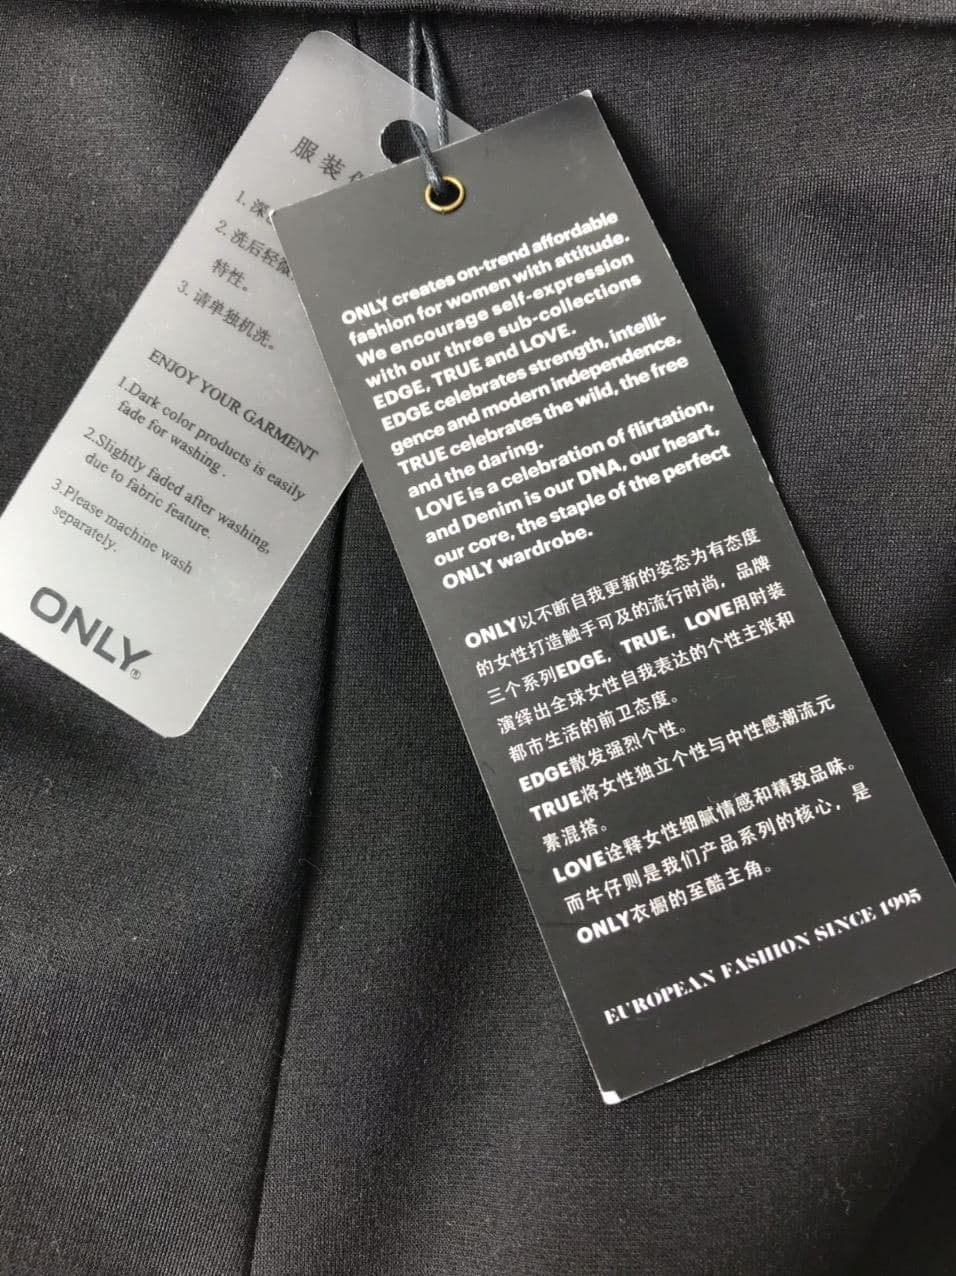 服装
1. 深
2. 洗后轻微
特性。
3. 请单独机洗。
ENJOY YOUR GARMENT
1.Dark color products is easily
fade for washing .
2.Slightly faded after washing,
due to fabric feature.
3.Please machine wash
separately.
ONLY®
ONLY creates on-trend affordable
fashion for women with attitude.
We encourage self-expression
with our three sub-collections
EDGE, TRUE and LOVE.
EDGE celebrates strength, intelli-
gence and modern independence.
TRUE celebrates the wild, the free
and the daring.
LOVE is a celebration of flirtation,
and Denim is our DNA, our heart,
our core, the staple of the perfect
ONLY wardrobe.
ONLY以不断自我更新的姿态为有态度
的女性打造触手可及的流行时尚，品牌
三个系列EDGE，TRUE，LOVE用时装
演绎出全球女性自我表达的个性主张和
都市生活的前卫态度。
EDGE散发强烈个性。
TRUE将女性独立个性与中性感潮流元
素混搭。
LOVE诠释女性细腻情感和精致品味。
而牛仔则是我们产品系列的核心，是
ONLY衣橱的至酷主角。
EUROPEAN FASHION SINCE 1995